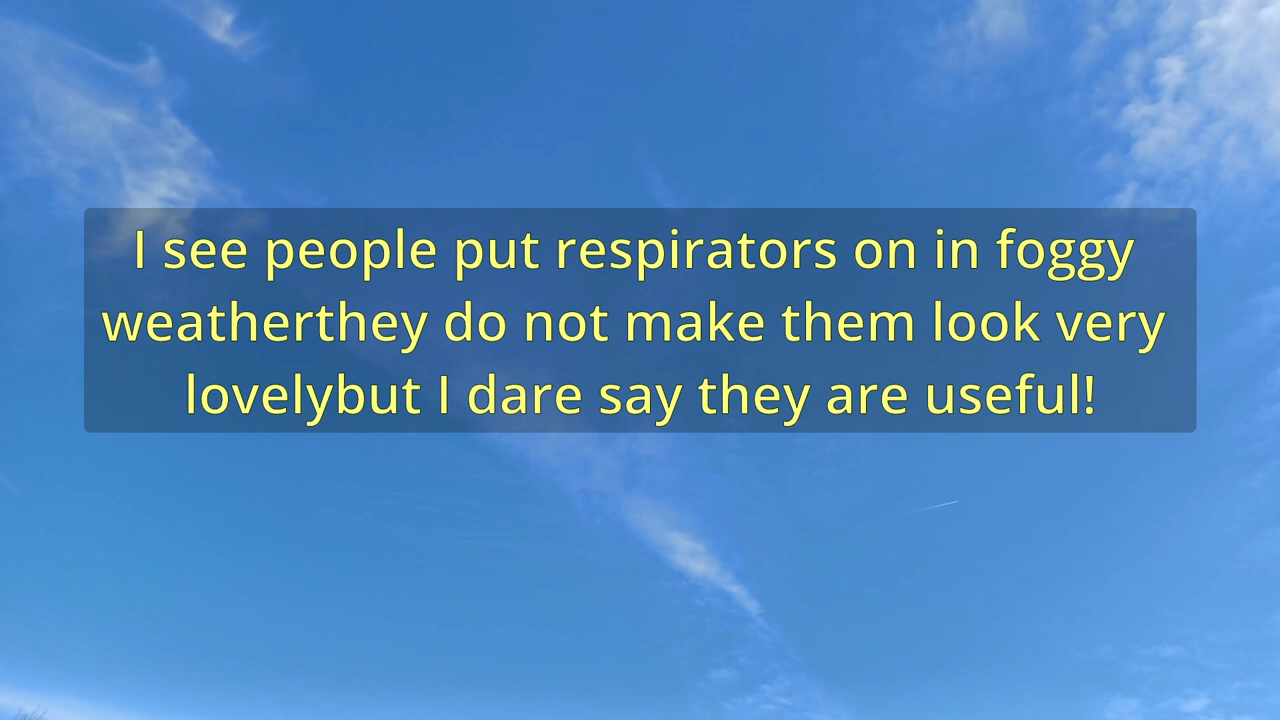 I see people put respirators on in foggy
weatherthey do not make them look very
lovelybut I dare say they are useful!